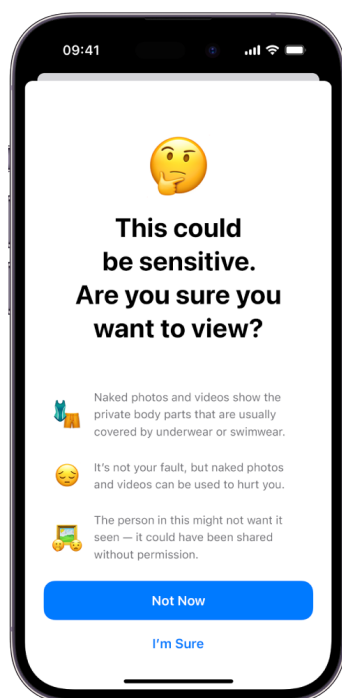 09:41
This could
be sensitive.
Are you sure you
want to view?
Naked photos and videos show the
private body parts that are usually
covered by underwear or swimwear.
It's not your fault, but naked photos
and videos can be used to hurt you.
The person in this might not want it
seen — it could have been shared
without permission.
Not Now
I'm Sure